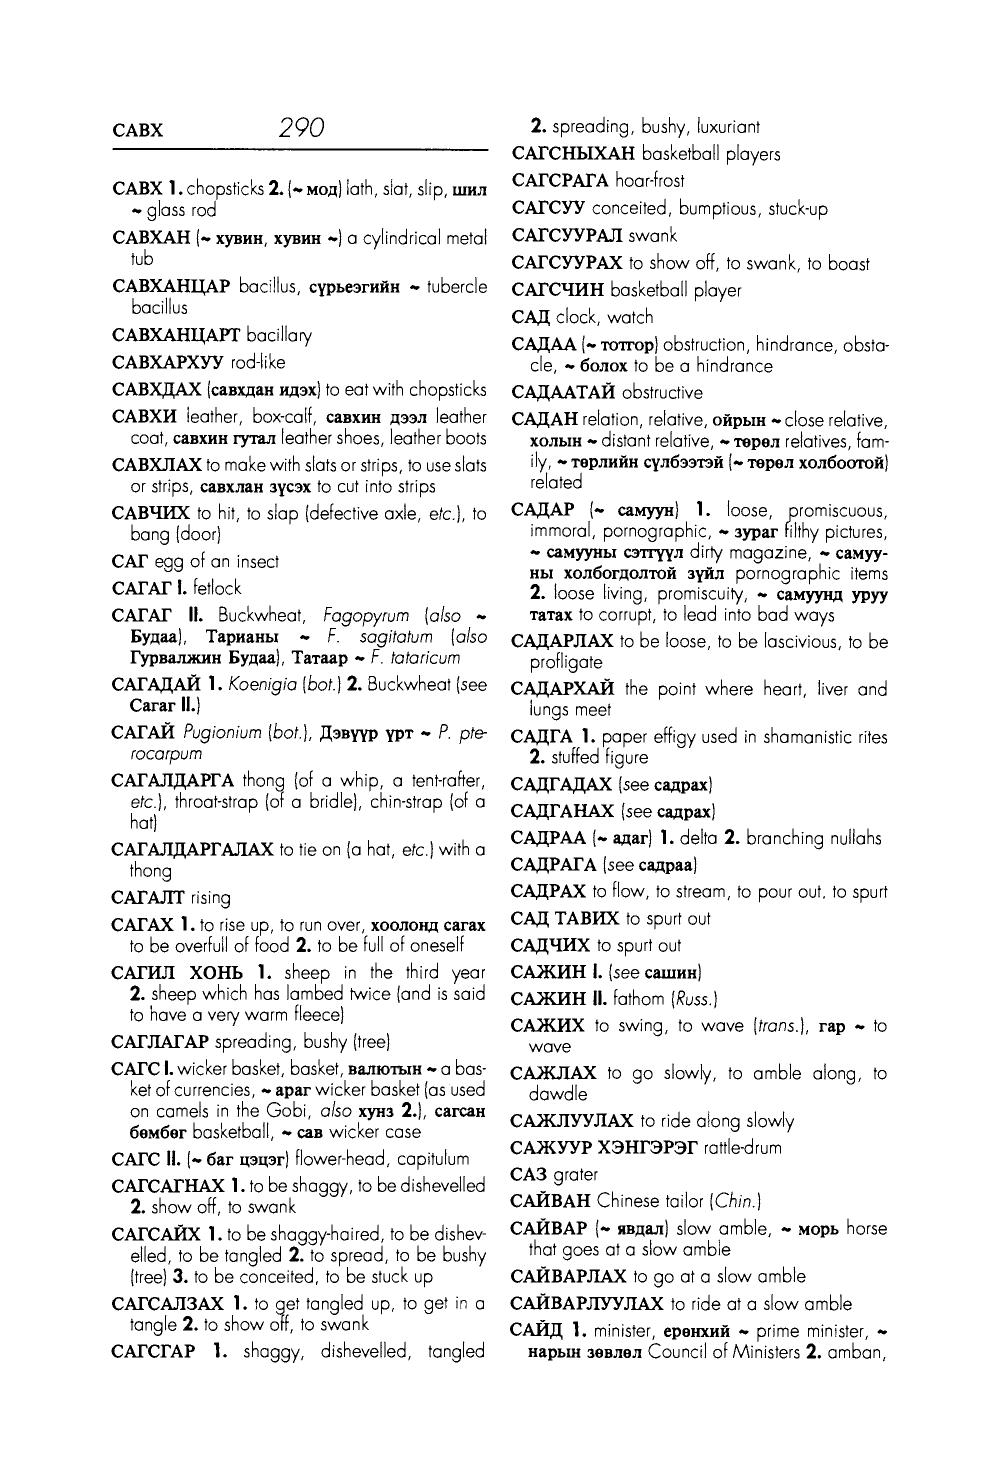 САВХ 290
САВХ 1. chopsticks 2. (~ мод) lath, slat, slip, шил
~ glass rod
САВХАН (~ хувин, хувин ~) a cylindrical metal
tub
САВХАНЦАР bacillus, сүрьеэгийн ~ tubercle
bacillus
САВХАНЦАРТ bacillary
САВХАРХУУ rod-like
САВХДАХ (савхдан идэх) to eat with chopsticks
САВХИ leather, box-calf, савхин дээл leather
coat, савхин гутал leather shoes, leather boots
САВХЛАХ to make with slats or strips, to use slats
or strips, савхлан зүсэх to cut into strips
САВЧИХ to hit, to slap (defective axle, etc.), to
bang (door)
САГ egg of an insect
САГАГ I. fetlock
САГАГ II. Buckwheat, Fagopyrum (also ~
Будаа), Тарианы ~ F. sagitatum (also
Гурвалжин Будаа), Татаар ~ F. tataricum
САГАДАЙ 1. Koenigia (bot.) 2. Buckwheat (see
Сагаг II.)
САГАЙ Pugionium (bot.), Дэвүүр үрт ~ P. pte-
rocarpum
САГАЛДАРГА thong (of a whip, a tent-rafter,
etc.), throat-strap (of a bridle), chin-strap (of a
hat)
САГАЛДАРГАЛАХ to tie on (a hat, etc.) with a
thong
САГАЛТ rising
САГАХ 1. to rise up, to run over, хоолонд сагах
to be overfull of food 2. to be full of oneself
САГИЛ ХОНЬ 1. sheep in the third year
2. sheep which has lambed twice (and is said
to have a very warm fleece)
САГЛАГАР spreading, bushy (tree)
САГС I. wicker basket, basket, валютын ~ a bas-
ket of currencies, ~ араг wicker basket (as used
on camels in the Gobi, also хунз 2.), сагсан
бөмбөг basketball, ~ сав wicker case
САГС II. (~ баг цэцэг) flower-head, capitulum
САГСАГНАХ 1. to be shaggy, to be dishevelled
2. show off, to swank
САГСАЙХ 1. to be shaggy-haired, to be dishev-
elled, to be tangled 2. to spread, to be bushy
(tree) 3. to be conceited, to be stuck up
САГСАЛЗАХ 1. to get tangled up, to get in a
tangle 2. to show off, to swank
САГСГАР 1. shaggy, dishevelled, tangled
2. spreading, bushy, luxuriant
САГСНЫХАН basketball players
САГСРАГА hoar-frost
САГСУУ conceited, bumptious, stuck-up
САГСУУРАЛ swank
САГСУУРАХ to show off, to swank, to boast
САГСЧИН basketball player
САД clock, watch
САДАА (~ тотгор) obstruction, hindrance, obsta-
cle, ~ болох to be a hindrance
САДААТАЙ obstructive
САДАН relation, relative, ойрын ~ close relative,
холын ~ distant relative, ~ төрөл relatives, fam-
ily, ~ төрлийн сүлбээтэй (~ төрөл холбоотой)
related
САДАР (~ самуун) 1. loose, promiscuous,
immoral, pornographic, ~ зураг filthy pictures,
~ самууны сэтгүүл dirty magazine, ~ самуу-
ны холбогдолтой зүйл pornographic items
2. loose living, promiscuity, ~ самуунд уруу
татах to corrupt, to lead into bad ways
САДАРЛАХ to be loose, to be lascivious, to be
profligate
САДАРХАЙ the point where heart, liver and
lungs meet
САДГА 1. paper effigy used in shamanistic rites
2. stuffed figure
САДГАДАХ (see садрах)
САДГАНАХ (see садрах)
САДРАА (~ адаг) 1. delta 2. branching nullahs
САДРАГА (see садраа)
САДРАХ to flow, to stream, to pour out, to spurt
САД ТАВИХ to spurt out
САДЧИХ to spurt out
САЖИН I. (see сашин)
САЖИН II. fathom (Russ.)
САЖИХ to swing, to wave (trans.), гар ~ to
wave
САЖЛАХ to go slowly, to amble along, to
dawdle
САЖЛУУЛАХ to ride along slowly
САЖУУР ХЭНГЭРЭГ rattle-drum
САЗ grater
САЙВАН Chinese tailor (Chin.)
САЙВАР (~ явдал) slow amble, ~ морь horse
that goes at a slow amble
САЙВАРЛАХ to go at a slow amble
САЙВАРЛУУЛАХ to ride at a slow amble
САЙД 1. minister, ерөнхий ~ prime minister, ~
нарын зөвлөл Council of Ministers 2. amban,